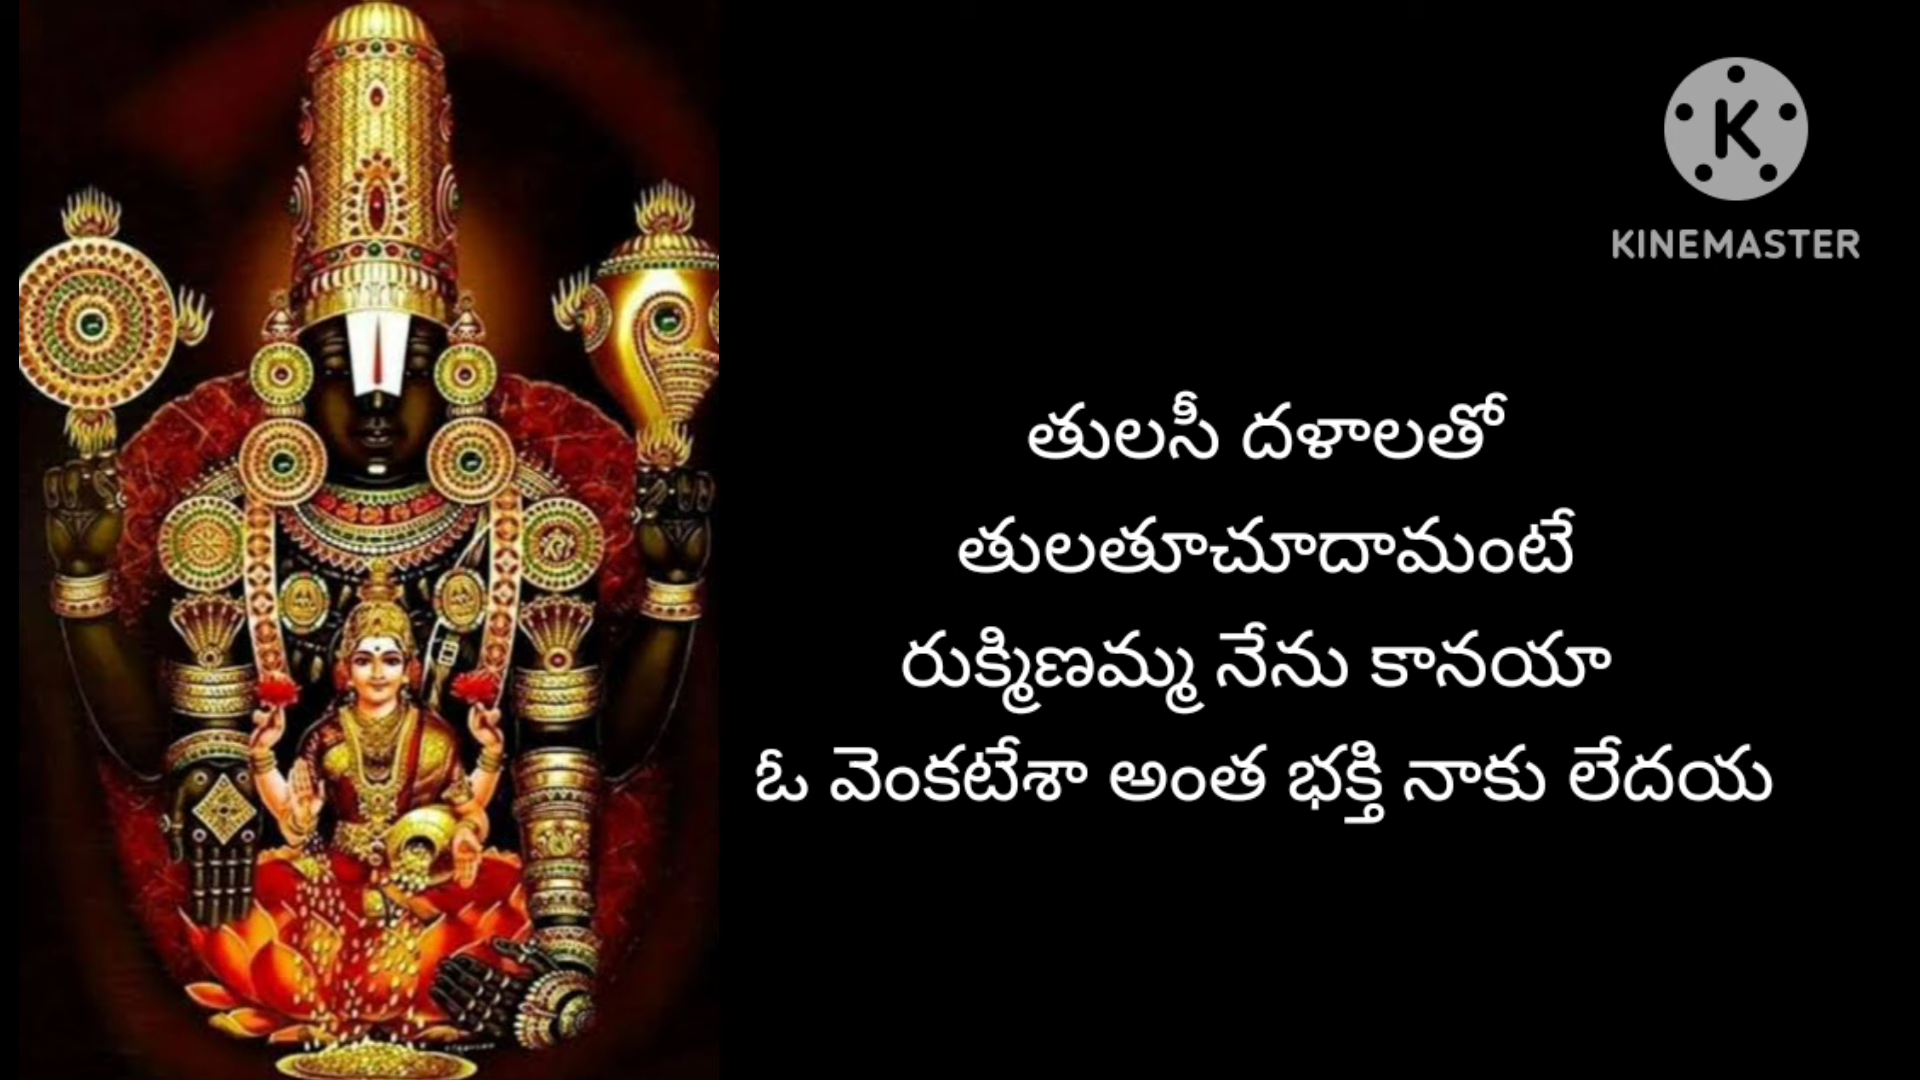 KINEMASTER
తులసీ దళాలతో
తులతూచూదామంటే
రుక్మిణమ్మ నేను కానయా
ఓ వెంకటేశా అంత భక్తి నాకు లేదయ